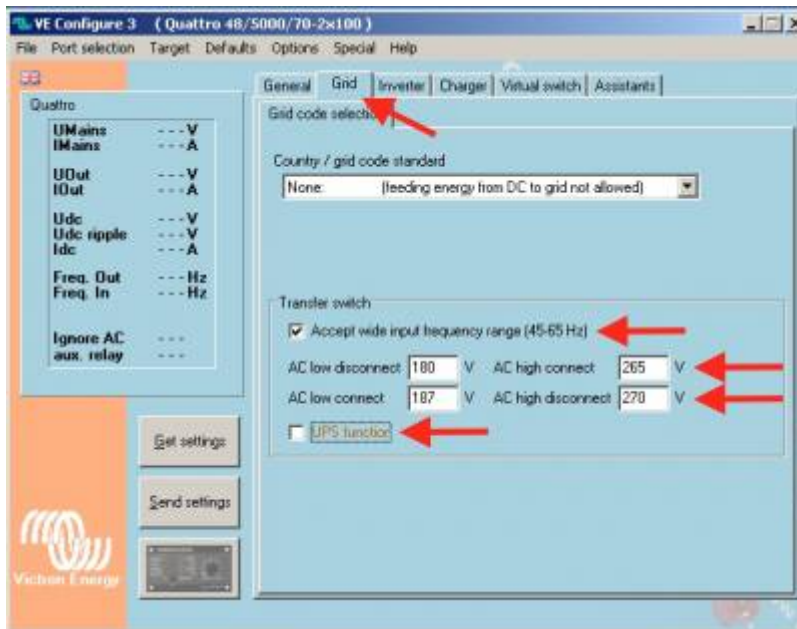 VE Configure 3 ( Quattro 48/5000/70-2x100 )
File Port selection Target Defaults Options Special Help
General Grid Inverter Charger Virtual switch Assistants
Quattro
Grid code selection
UMains ---V
IMains ---A
UOut ---V
IOut ---A
Udc ---V
Udc ripple ---V
Idc ---A
Freq. Out ---Hz
Freq. In ---Hz
Ignore AC ---
aux. relay ---
Country / grid code standard
None: (feeding energy from DC to grid not allowed)
Transfer switch
Accept wide input frequency range (45-65 Hz)
AC low disconnect 180 V AC high connect 265 V
AC low connect 187 V AC high disconnect 270 V
UPS function
Get settings
Send settings
Victron Energy